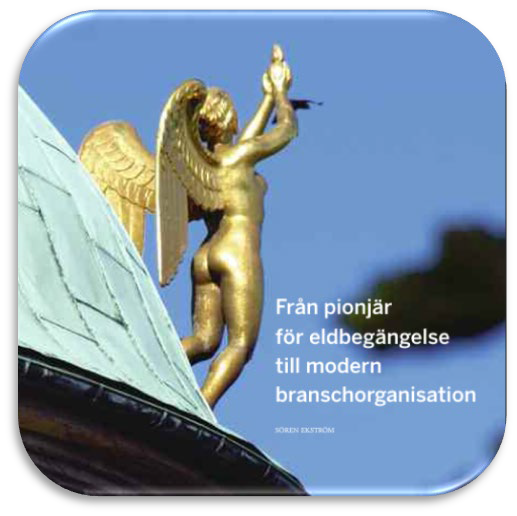 Från pionjär
för eldbegängelse
till modern
branschorganisation
SÖREN EKSTRÖM